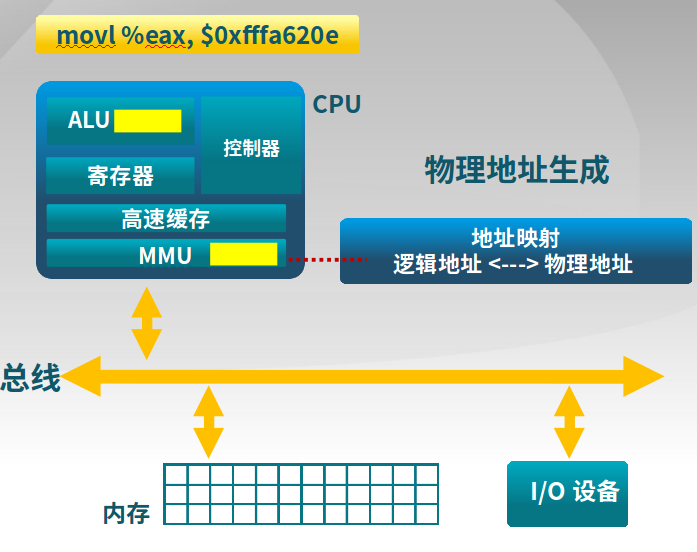 movl %eax, $0xfffa620e
CPU
ALU
控制器
寄存器
高速缓存
MMU
物理地址生成
地址映射
逻辑地址 <---> 物理地址
总线
内存
I/O 设备